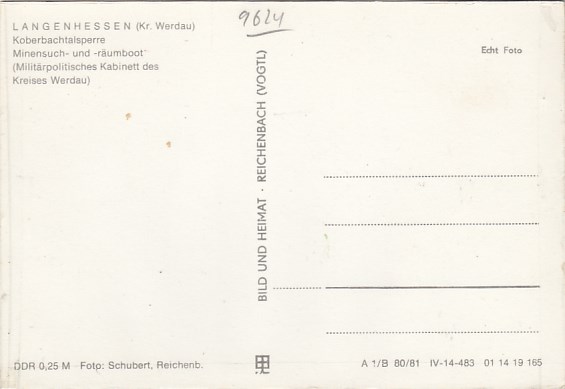 LANGENHESSEN (Kr. Werdau)
Koberbachtalsperre
Minensuch- und -räumboot
(Militärpolitisches Kabinett des
Kreises Werdau)
9624
Echt Foto
BILD UND HEIMAT · REICHENBACH (VOGTL)
DDR 0,25 M Foto: Schubert, Reichenb.
A 1/B 80/81 IV-14-483 01 14 19 165